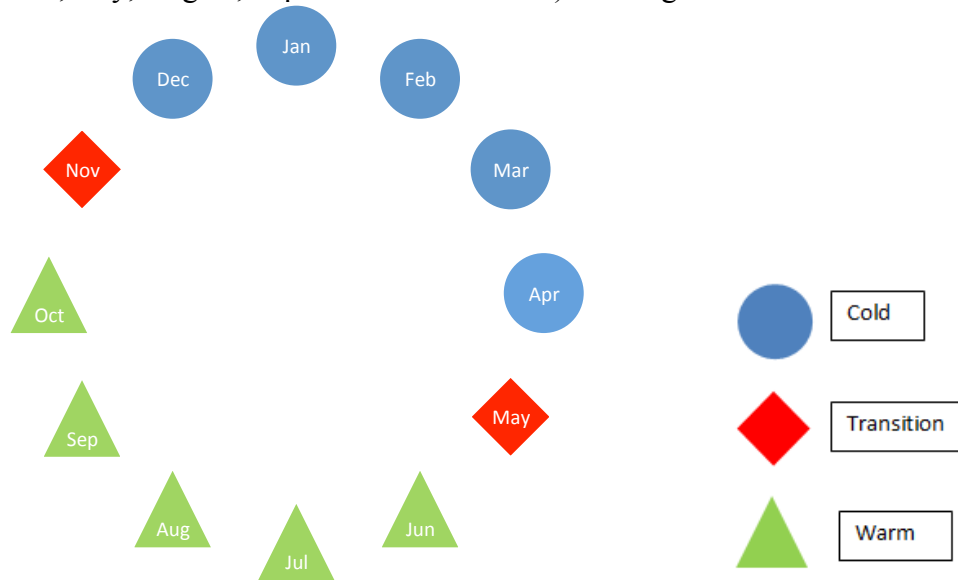 Jan
Dec
Feb
Nov
Mar
Oct
Apr
Sep
May
Aug
Jun
Jul
Cold
Transition
Warm